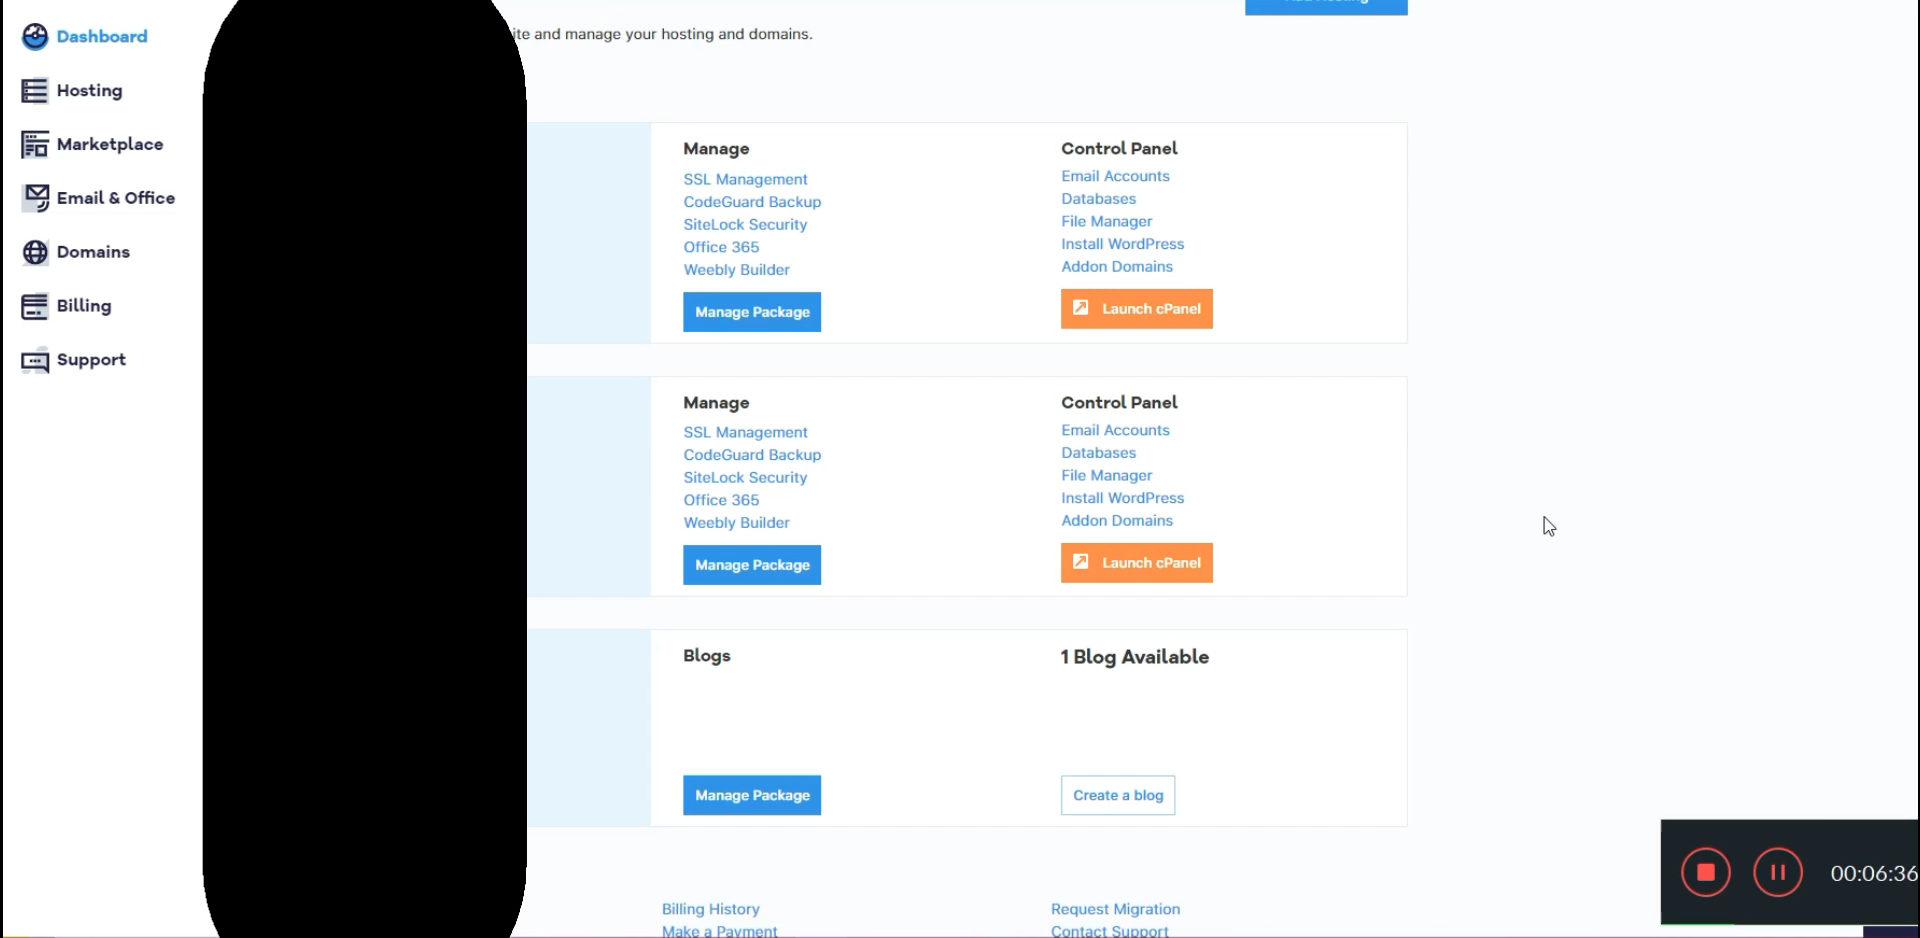 Dashboard
Hosting
Marketplace
Email & Office
Domains
Billing
Support
ite and manage your hosting and domains.
Manage
SSL Management
CodeGuard Backup
SiteLock Security
Office 365
Weebly Builder
Manage Package
Control Panel
Email Accounts
Databases
File Manager
Install WordPress
Addon Domains
Launch cPanel
Manage
SSL Management
CodeGuard Backup
SiteLock Security
Office 365
Weebly Builder
Manage Package
Control Panel
Email Accounts
Databases
File Manager
Install WordPress
Addon Domains
Launch cPanel
Blogs
Manage Package
1 Blog Available
Create a blog
Billing History
Make a Payment
Request Migration
Contact Support
00:06:36